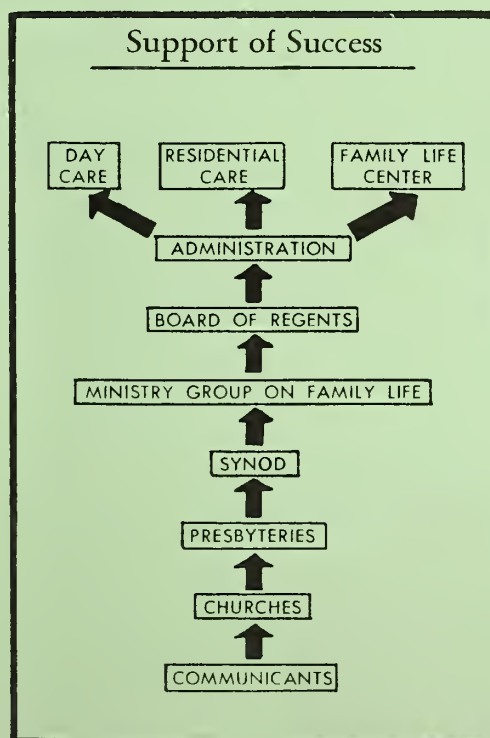 Support of Success
DAY
CARE
RESIDENTIAL
CARE
FAMILY LIFE
CENTER
ADMINISTRATION
BOARD OF REGENTS
MINISTRY GROUP ON FAMILY LIFE
SYNOD
PRESBYTERIES
CHURCHES
COMMUNICANTS